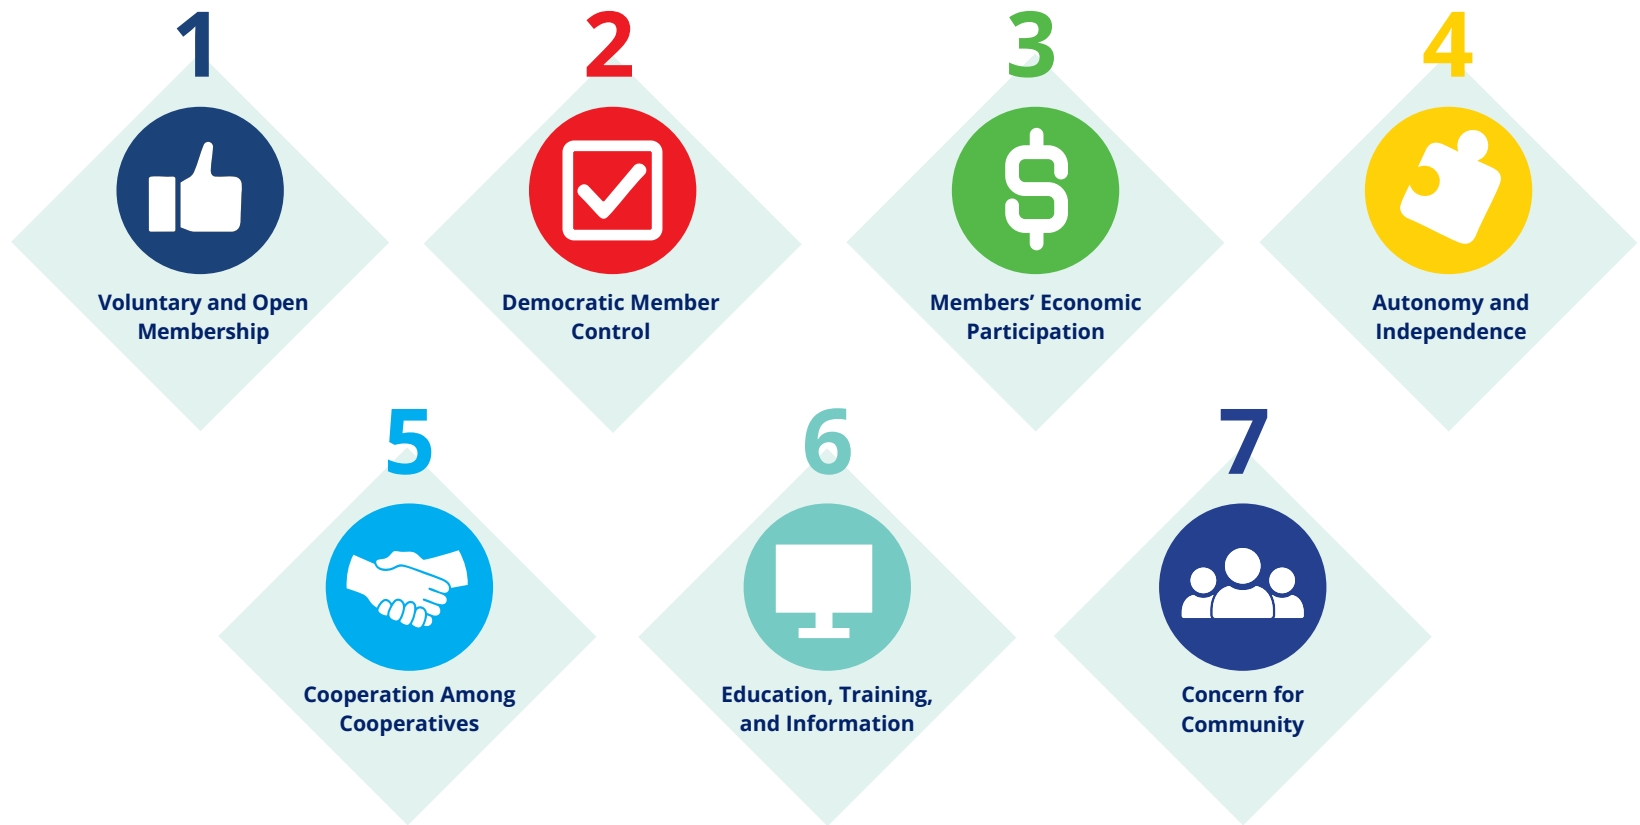 1
2
3
4
Voluntary and Open
Membership
Democratic Member
Control
Members’ Economic
Participation
Autonomy and
Independence
5
6
7
Cooperation Among
Cooperatives
Education, Training,
and Information
Concern for
Community